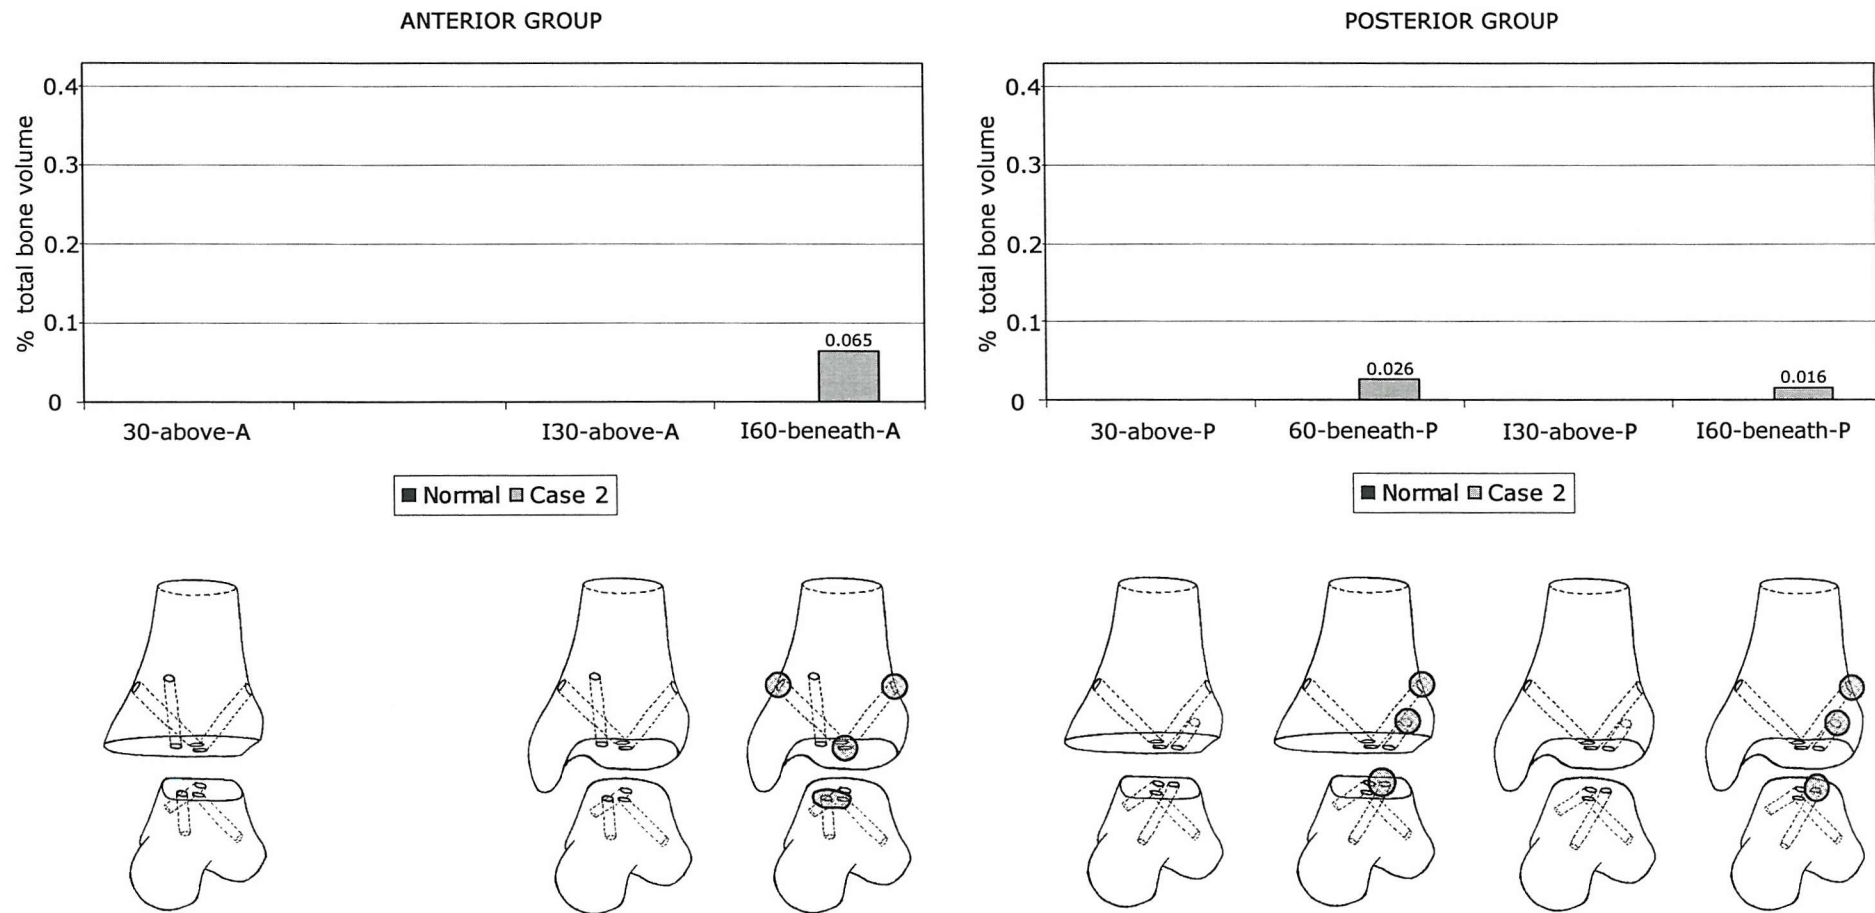 ANTERIOR GROUP
% total bone volume
0.4
0.3
0.2
0.1
0
0.065
30-above-A
I30-above-A
I60-beneath-A
Normal Case 2
POSTERIOR GROUP
% total bone volume
0.4
0.3
0.2
0.1
0
0.026
0.016
30-above-P
60-beneath-P
I30-above-P
I60-beneath-P
Normal Case 2